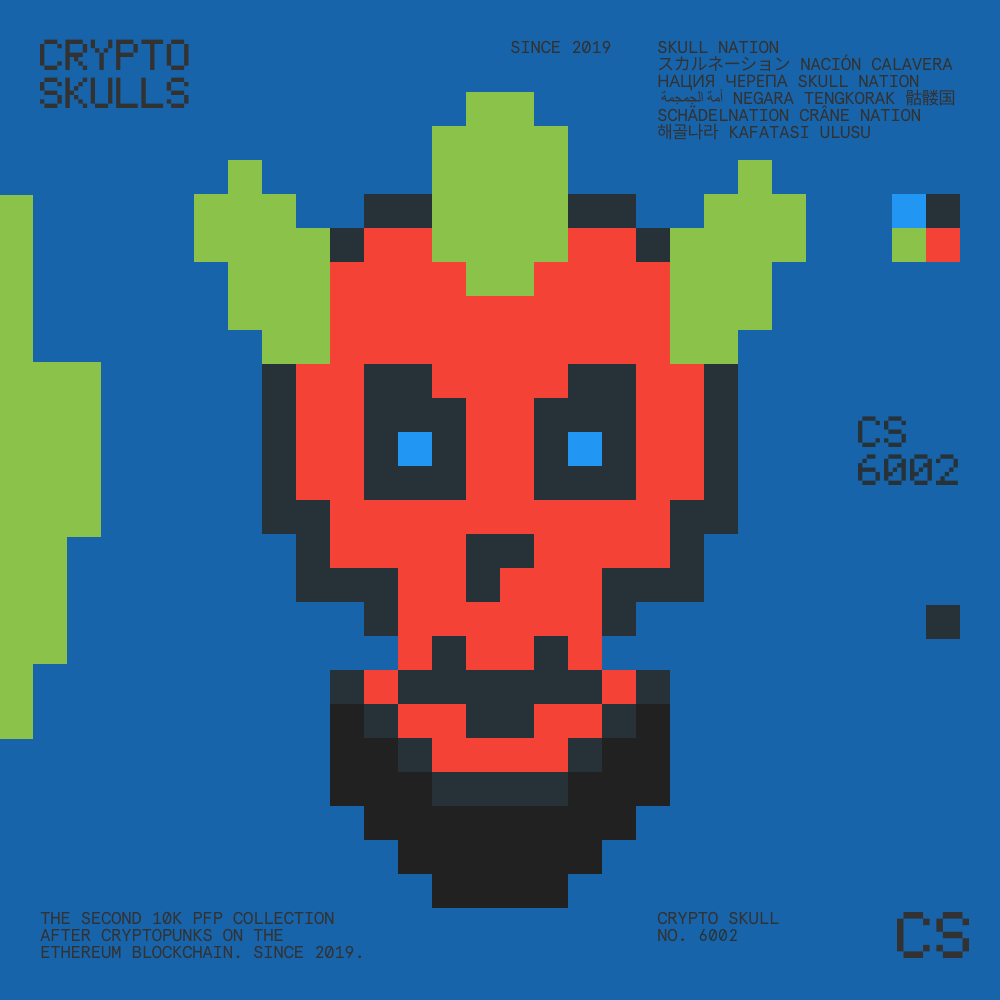 CRYPTO
SKULLS
SINCE 2019
SKULL NATION
スカルネーション NACIÓN CALAVERA
НАЦИЯ ЧЕРЕПА SKULL NATION
أمة الجمجمة NEGARA TENGKORAK 骷髅国
SCHÄDELNATION CRÂNE NATION
해골나라 KAFATASI ULUSU
CS
6002
THE SECOND 10K PFP COLLECTION
AFTER CRYPTOPUNKS ON THE
ETHEREUM BLOCKCHAIN. SINCE 2019.
CRYPTO SKULL
NO. 6002
CS